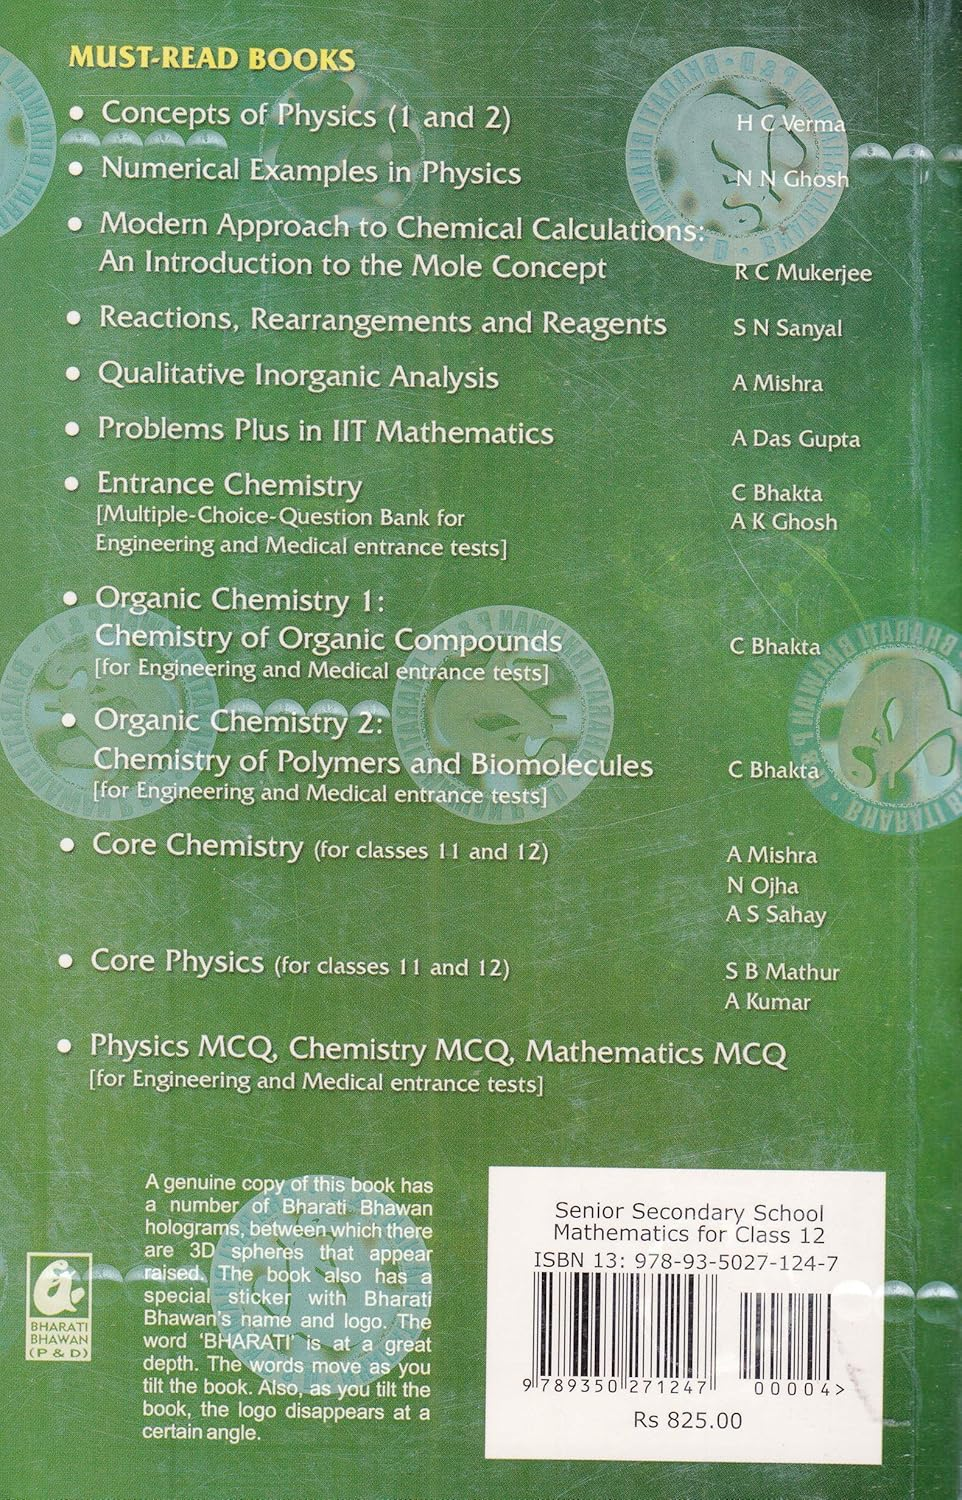 MUST-READ BOOKS
• Concepts of Physics (1 and 2) H C Verma
• Numerical Examples in Physics N N Ghosh
• Modern Approach to Chemical Calculations:
An Introduction to the Mole Concept R C Mukerjee
• Reactions, Rearrangements and Reagents S N Sanyal
• Qualitative Inorganic Analysis A Mishra
• Problems Plus in IIT Mathematics A Das Gupta
• Entrance Chemistry C Bhakta
[Multiple-Choice-Question Bank for A K Ghosh
Engineering and Medical entrance tests]
• Organic Chemistry 1:
Chemistry of Organic Compounds C Bhakta
[for Engineering and Medical entrance tests]
• Organic Chemistry 2:
Chemistry of Polymers and Biomolecules C Bhakta
[for Engineering and Medical entrance tests]
• Core Chemistry (for classes 11 and 12) A Mishra
N Ojha
A S Sahay
• Core Physics (for classes 11 and 12) S B Mathur
A Kumar
• Physics MCQ, Chemistry MCQ, Mathematics MCQ
[for Engineering and Medical entrance tests]
A genuine copy of this book has
a number of Bharati Bhawan
holograms, between which there
are 3D spheres that appear
raised. The book also has a
special sticker with Bharati
Bhawan's name and logo. The
word 'BHARATI' is at a great
depth. The words move as you
tilt the book. Also, as you tilt the
book, the logo disappears at a
certain angle.
BHARATI
BHAWAN
(P & D)
Senior Secondary School
Mathematics for Class 12
ISBN 13: 978-93-5027-124-7
9 789350 271247
00004>
Rs 825.00